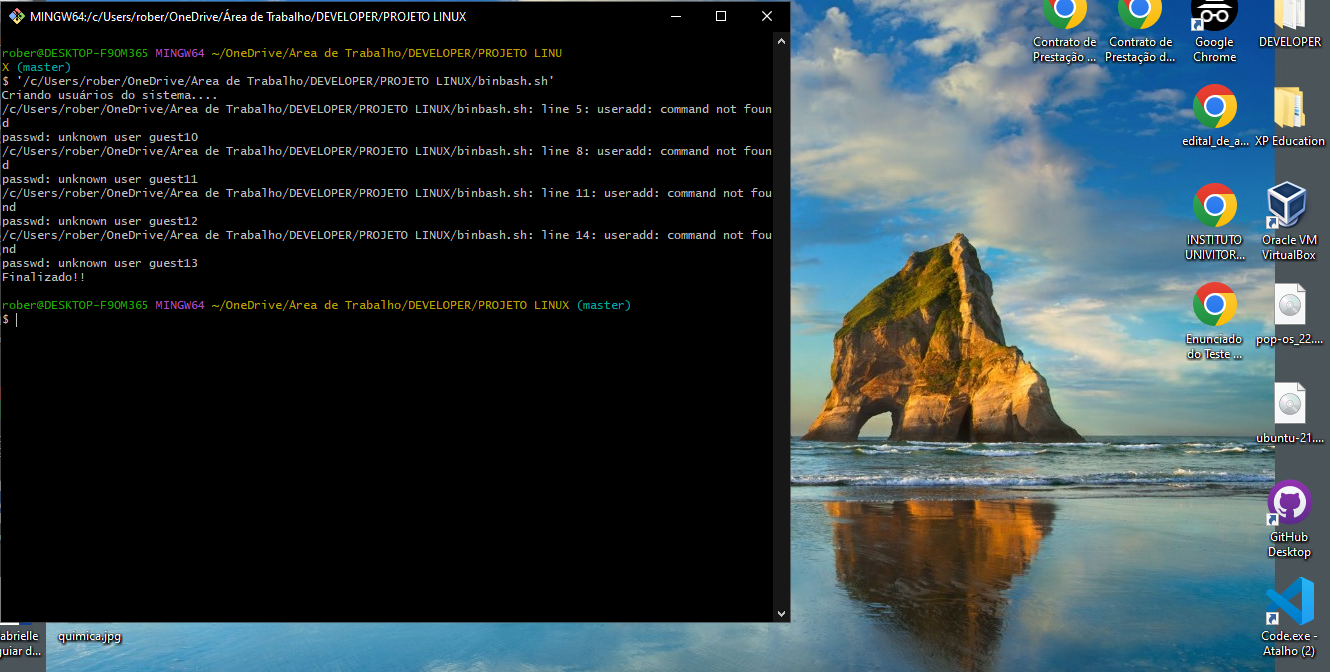 MINGW64:/c/Users/rober/OneDrive/Área de Trabalho/DEVELOPER/PROJETO LINUX
rober@DESKTOP-F9OM365 MINGW64 ~/OneDrive/Área de Trabalho/DEVELOPER/PROJETO LINU
X (master)
$ '/c/Users/rober/OneDrive/Área de Trabalho/DEVELOPER/PROJETO LINUX/binbash.sh'
Criando usuários do sistema....
/c/Users/rober/OneDrive/Área de Trabalho/DEVELOPER/PROJETO LINUX/binbash.sh: line 5: useradd: command not foun
d
passwd: unknown user guest10
/c/Users/rober/OneDrive/Área de Trabalho/DEVELOPER/PROJETO LINUX/binbash.sh: line 8: useradd: command not foun
d
passwd: unknown user guest11
/c/Users/rober/OneDrive/Área de Trabalho/DEVELOPER/PROJETO LINUX/binbash.sh: line 11: useradd: command not fou
nd
passwd: unknown user guest12
/c/Users/rober/OneDrive/Área de Trabalho/DEVELOPER/PROJETO LINUX/binbash.sh: line 14: useradd: command not fou
nd
passwd: unknown user guest13
Finalizado!!
rober@DESKTOP-F9OM365 MINGW64 ~/OneDrive/Área de Trabalho/DEVELOPER/PROJETO LINUX (master)
$
Contrato de
Prestação ...
Contrato de
Prestação d...
Google
Chrome
DEVELOPER
edital_de_a...
XP Education
INSTITUTO
UNIVITOR...
Oracle VM
VirtualBox
Enunciado
do Teste ...
pop-os_22....
ubuntu-21....
GitHub
Desktop
Code.exe -
Atalho (2)
abrielle
guiar d...
quimica.jpg